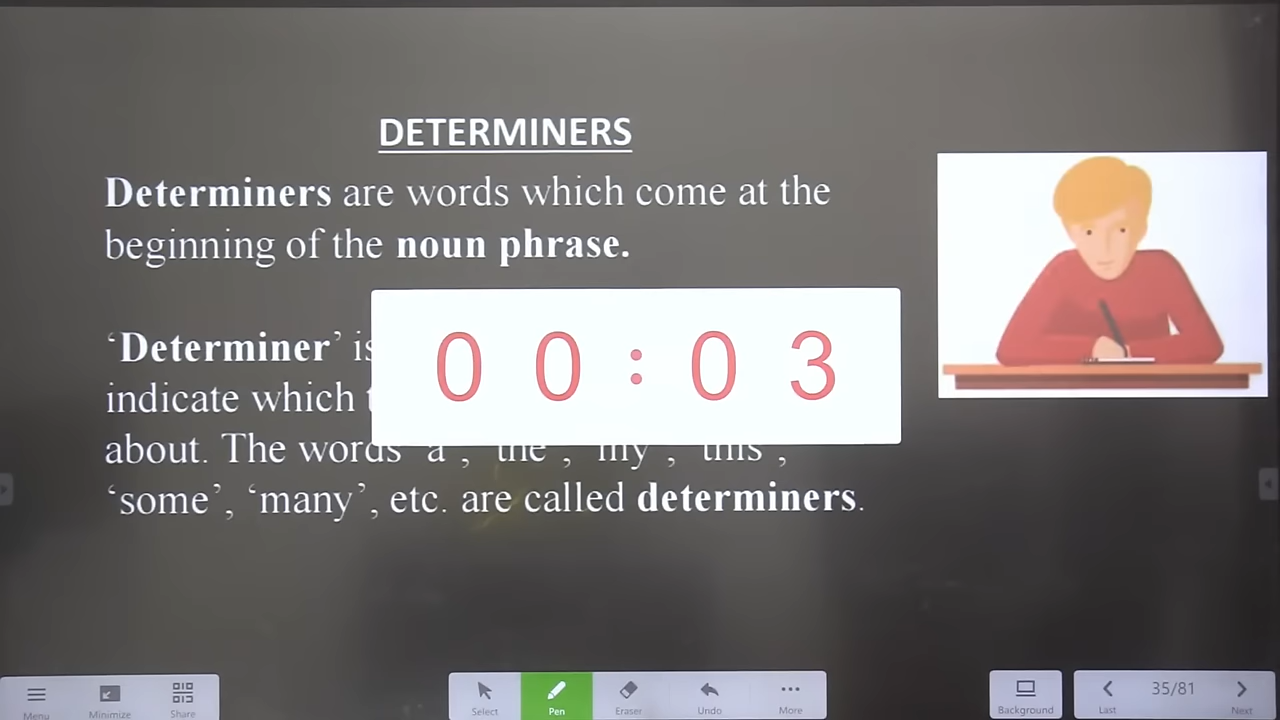 DETERMINERS
Determiners are words which come at the
beginning of the noun phrase.
‘Determiner’ is
indicate which
about. The words ‘a’, ‘the’, ‘my’, ‘this’,
‘some’, ‘many’, etc. are called determiners.
00:03
Menu Minimize Share Select Pen Eraser Undo More Background Last 35/81 Next